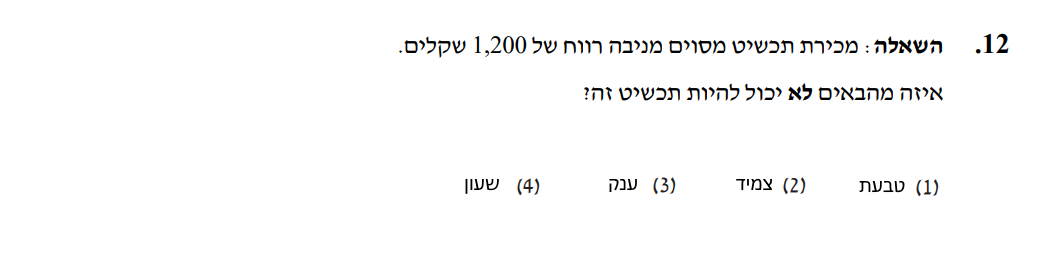 12. השאלה: מכירת תכשיט מסוים מניבה רווח של 1,200 שקלים.
איזה מהבאים לא יכול להיות תכשיט זה?
(1) טבעת (2) צמיד (3) ענק (4) שעון